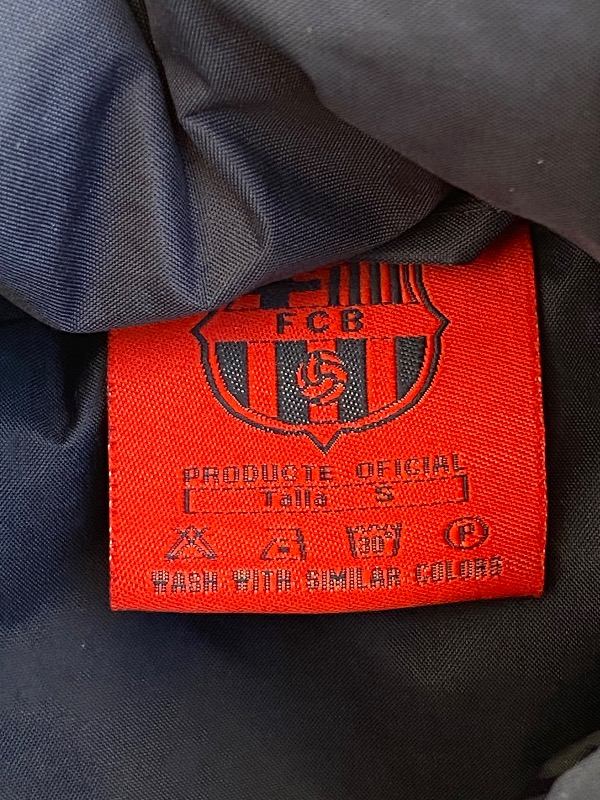 FCB
PRODUCTE OFICIAL
Talla S
30° P
WASH WITH SIMILAR COLORS